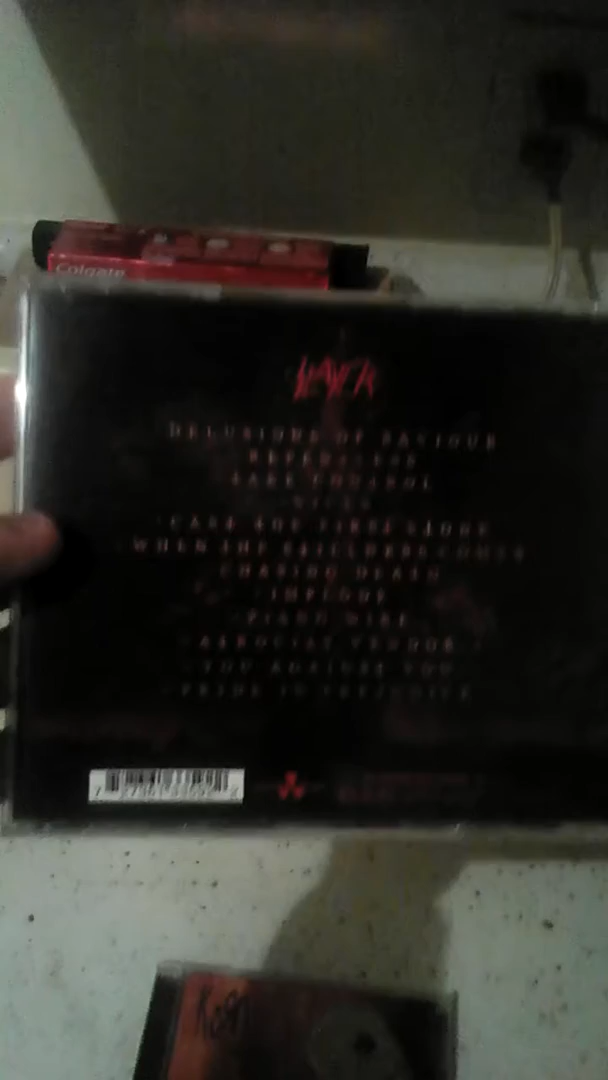 Colgate
SLAYER
DELUSIONS OF SAVIOUR
REPENTLESS
TAKE CONTROL
VICES
CAST THE FIRST STONE
WHEN THE STILLNESS COMES
CHASING DEATH
IMPLODE
PIANO WIRE
ATROCITY VENDOR
YOU AGAINST YOU
PRIDE IN PREJUDICE
Korn